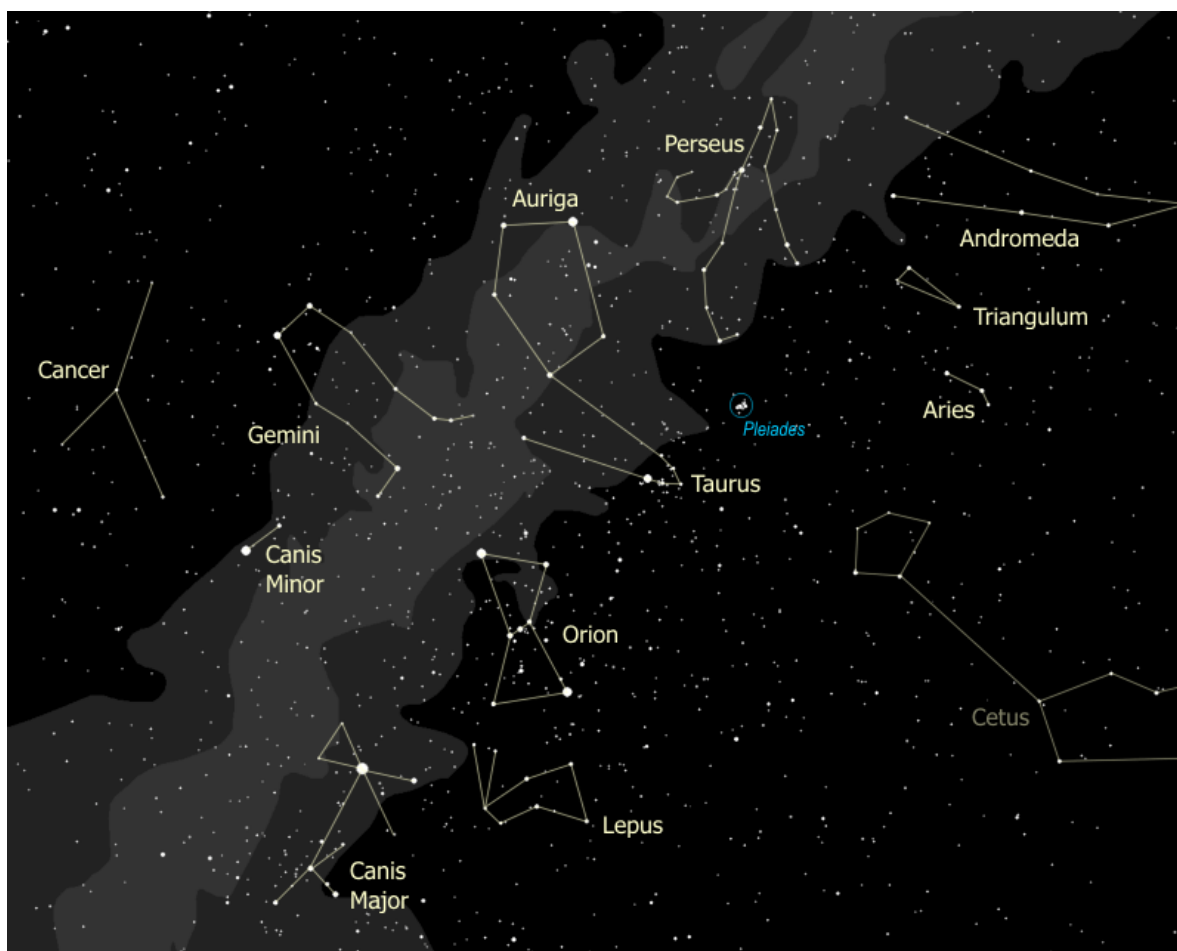 Perseus
Auriga
Andromeda
Triangulum
Cancer
Aries
Pleiades
Gemini
Taurus
Canis
Minor
Orion
Cetus
Lepus
Canis
Major